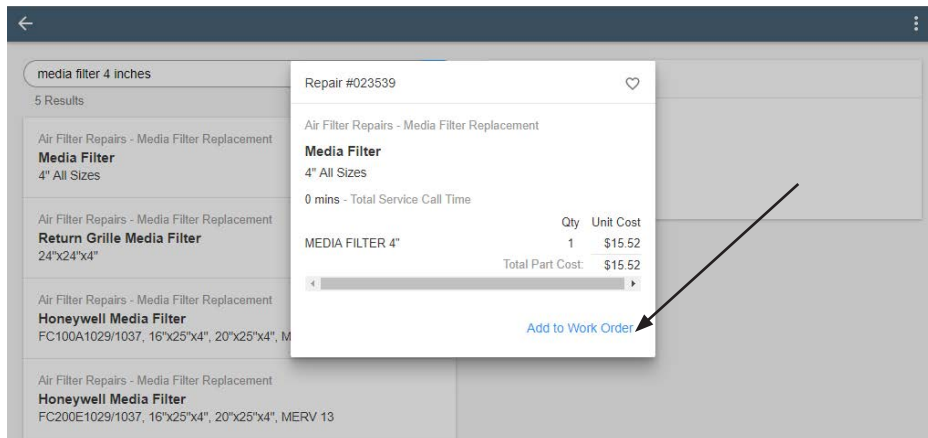 media filter 4 inches
5 Results
Air Filter Repairs - Media Filter Replacement
Media Filter
4" All Sizes
Air Filter Repairs - Media Filter Replacement
Return Grille Media Filter
24"x24"x4"
Air Filter Repairs - Media Filter Replacement
Honeywell Media Filter
FC100A1029/1037, 16"x25"x4", 20"x25"x4", M
Air Filter Repairs - Media Filter Replacement
Honeywell Media Filter
FC200E1029/1037, 16"x25"x4", 20"x25"x4", MERV 13
Repair #023539
Air Filter Repairs - Media Filter Replacement
Media Filter
4" All Sizes
0 mins - Total Service Call Time
Qty Unit Cost
MEDIA FILTER 4" 1 $15.52
Total Part Cost: $15.52
Add to Work Order